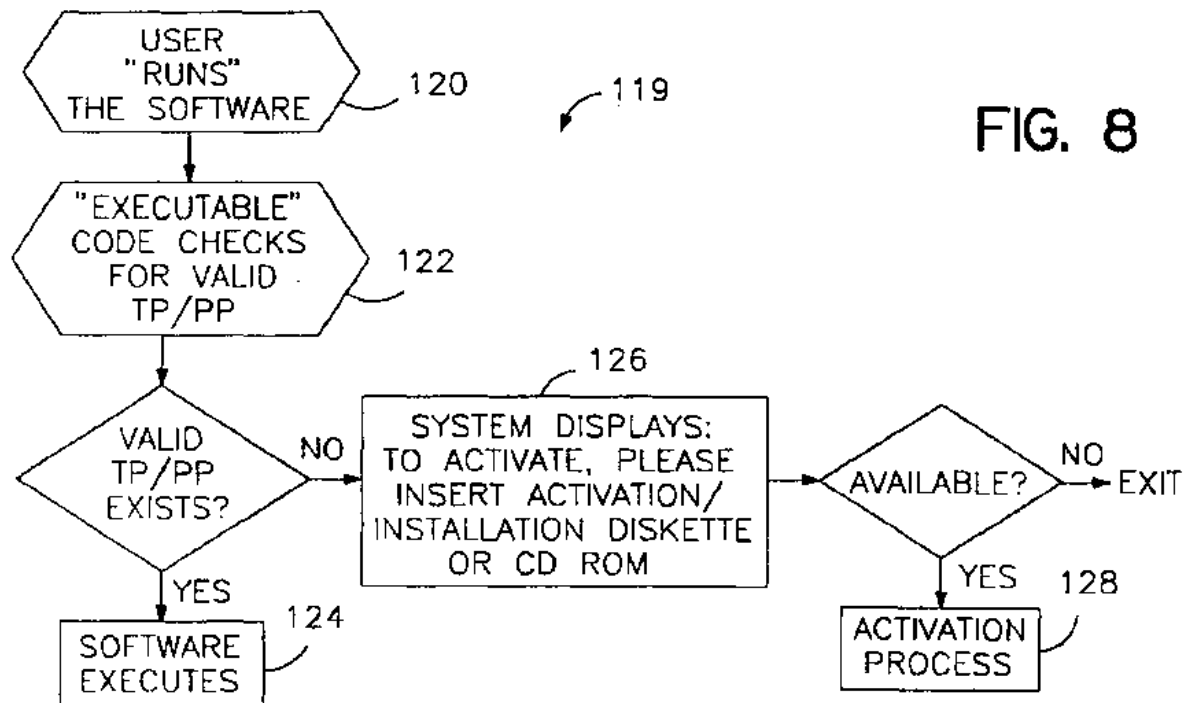 USER
"RUNS"
THE SOFTWARE
120
119
FIG. 8
"EXECUTABLE"
CODE CHECKS
FOR VALID
TP/PP
122
VALID
TP/PP
EXISTS?
NO
126
SYSTEM DISPLAYS:
TO ACTIVATE, PLEASE
INSERT ACTIVATION/
INSTALLATION DISKETTE
OR CD ROM
AVAILABLE?
NO
EXIT
YES
124
SOFTWARE
EXECUTES
YES
128
ACTIVATION
PROCESS